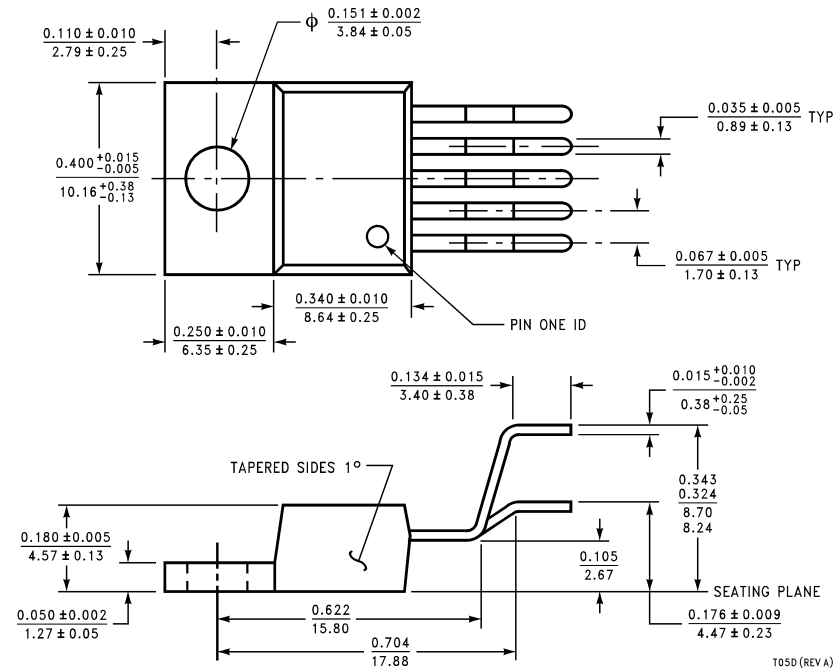 ϕ 0.151 ± 0.002
3.84 ± 0.05
0.110 ± 0.010
2.79 ± 0.25
0.035 ± 0.005
0.89 ± 0.13 TYP
0.400 +0.015 -0.005
10.16 +0.38 -0.13
0.067 ± 0.005
1.70 ± 0.13 TYP
0.340 ± 0.010
8.64 ± 0.25
PIN ONE ID
0.250 ± 0.010
6.35 ± 0.25
0.134 ± 0.015
3.40 ± 0.38
0.015 +0.010 -0.002
0.38 +0.25 -0.05
TAPERED SIDES 1°
0.343
0.324
8.70
8.24
0.180 ± 0.005
4.57 ± 0.13
0.105
2.67
SEATING PLANE
0.050 ± 0.002
1.27 ± 0.05
0.622
15.80
0.176 ± 0.009
4.47 ± 0.23
0.704
17.88
T05D (REV A)